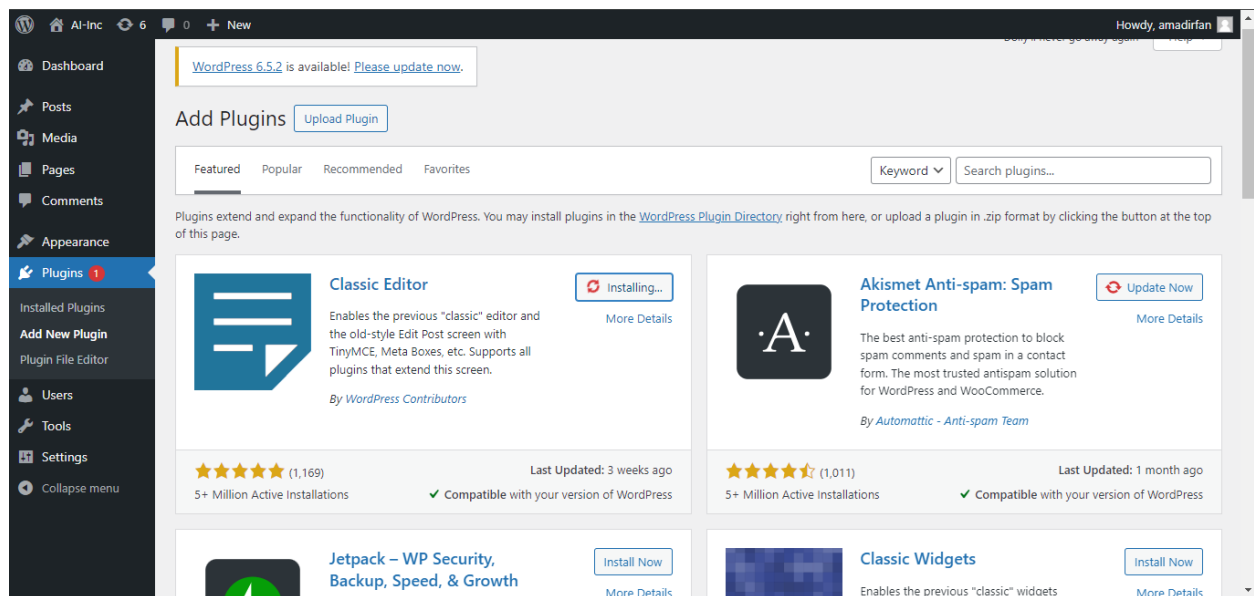 AI-Inc 6 0 + New Howdy, amadirfan
Dashboard
Posts
Media
Pages
Comments
Appearance
Plugins 1
Installed Plugins
Add New Plugin
Plugin File Editor
Users
Tools
Settings
Collapse menu
WordPress 6.5.2 is available! Please update now.
Add Plugins Upload Plugin
Featured Popular Recommended Favorites Keyword Search plugins...
Plugins extend and expand the functionality of WordPress. You may install plugins in the WordPress Plugin Directory right from here, or upload a plugin in .zip format by clicking the button at the top
of this page.
Classic Editor
Installing...
More Details
Enables the previous "classic" editor and
the old-style Edit Post screen with
TinyMCE, Meta Boxes, etc. Supports all
plugins that extend this screen.
By WordPress Contributors
(1,169)
5+ Million Active Installations
Last Updated: 3 weeks ago
Compatible with your version of WordPress
·A·
Akismet Anti-spam: Spam
Protection
Update Now
More Details
The best anti-spam protection to block
spam comments and spam in a contact
form. The most trusted antispam solution
for WordPress and WooCommerce.
By Automattic - Anti-spam Team
(1,011)
5+ Million Active Installations
Last Updated: 1 month ago
Compatible with your version of WordPress
Jetpack – WP Security,
Backup, Speed, & Growth
Install Now
More Details
Classic Widgets
Install Now
More Details
Enables the previous "classic" widgets